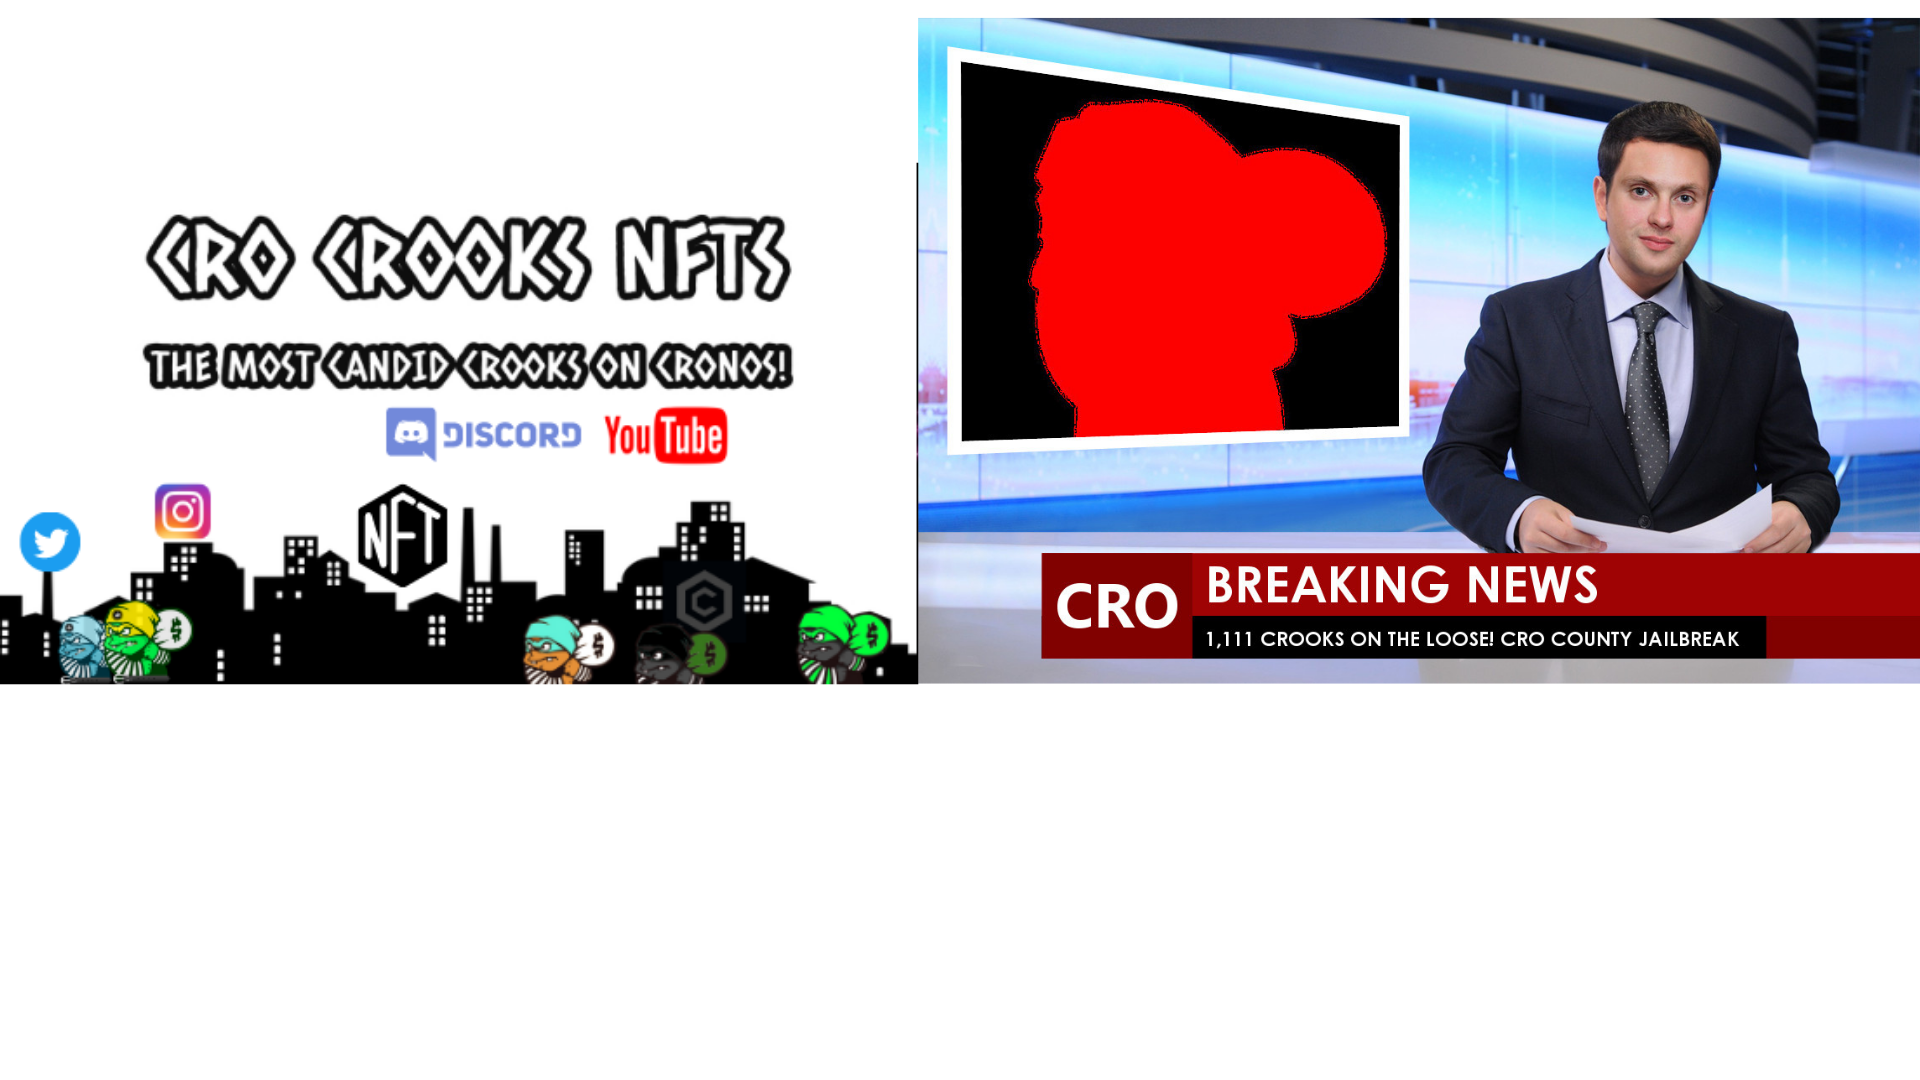 CRO CROOKS NFTS
THE MOST CANDID CROOKS ON CRONOS!
DISCORD
YouTube
NFT
CRO
BREAKING NEWS
1,111 CROOKS ON THE LOOSE! CRO COUNTY JAILBREAK